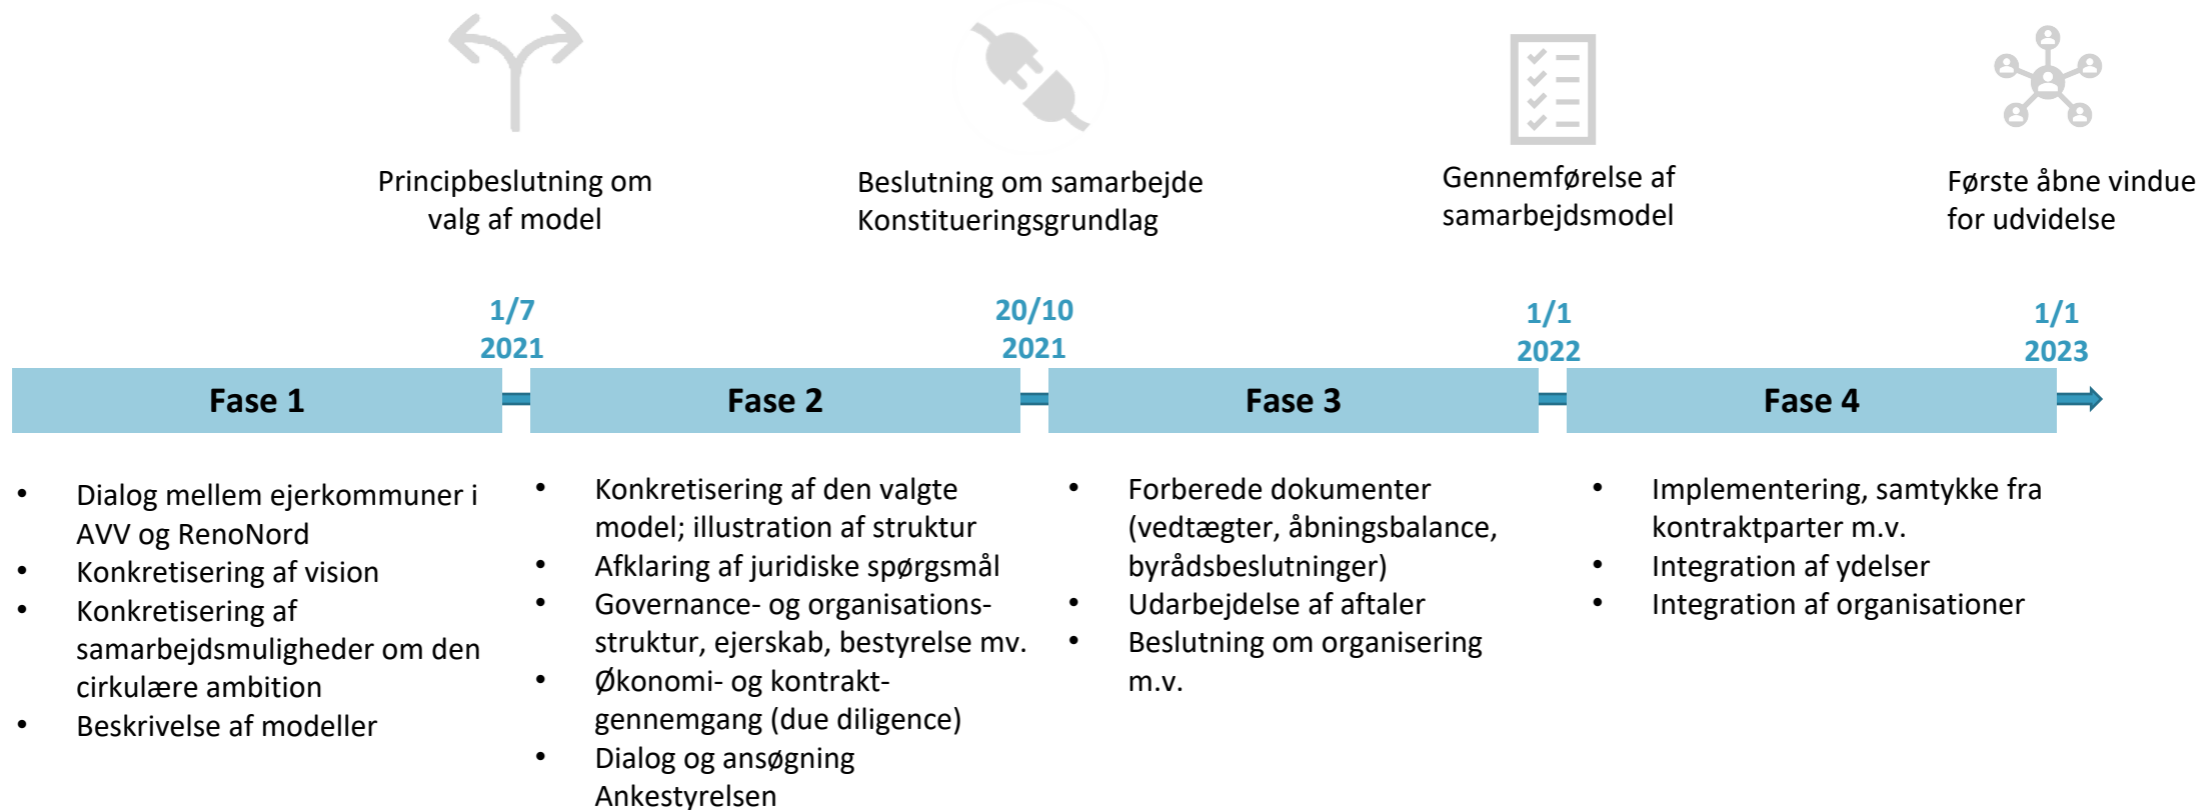 Principbeslutning om
valg af model
Beslutning om samarbejde
Konstitueringsgrundlag
Gennemførelse af
samarbejdsmodel
Første åbne vindue
for udvidelse
1/7
2021
20/10
2021
1/1
2022
1/1
2023
Fase 1
Fase 2
Fase 3
Fase 4
• Dialog mellem ejerkommuner i
AVV og RenoNord
• Konkretisering af vision
• Konkretisering af
samarbejdsmuligheder om den
cirkulære ambition
• Beskrivelse af modeller
• Konkretisering af den valgte
model; illustration af struktur
• Afklaring af juridiske spørgsmål
• Governance- og organisations-
struktur, ejerskab, bestyrelse mv.
• Økonomi- og kontrakt-
gennemgang (due diligence)
• Dialog og ansøgning
Ankestyrelsen
• Forberede dokumenter
(vedtægter, åbningsbalance,
byrådsbeslutninger)
• Udarbejdelse af aftaler
• Beslutning om organisering
m.v.
• Implementering, samtykke fra
kontraktparter m.v.
• Integration af ydelser
• Integration af organisationer